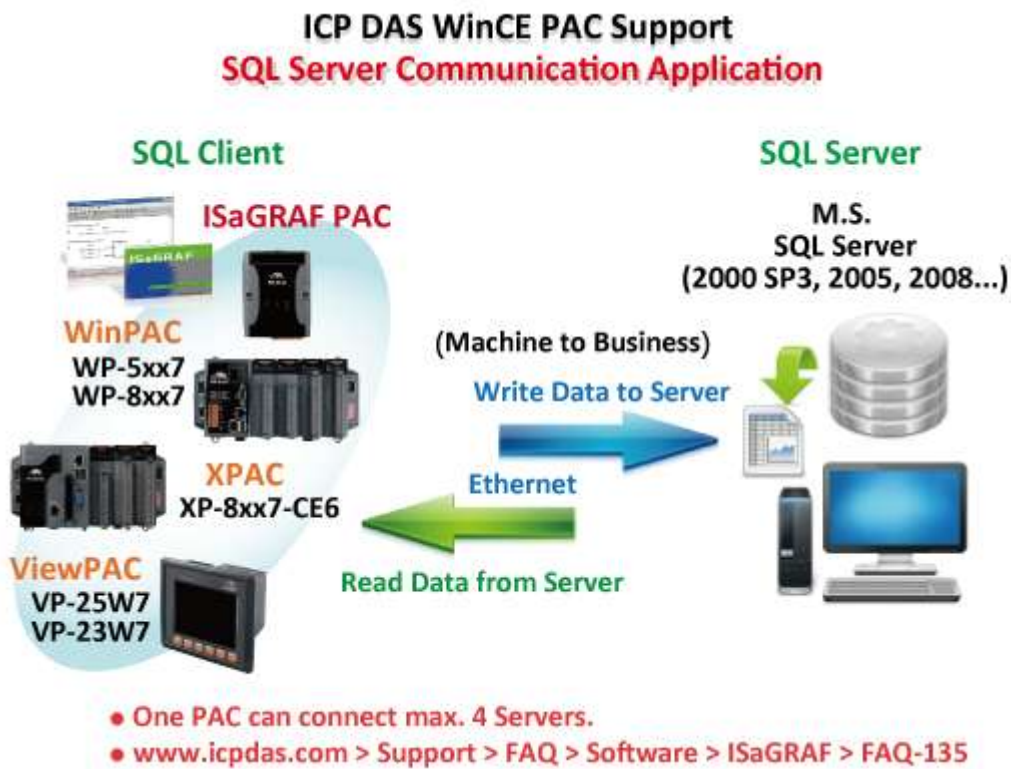 ICP DAS WinCE PAC Support
SQL Server Communication Application
SQL Client
SQL Server
ISaGRAF PAC
ISaGRAF
M.S.
SQL Server
(2000 SP3, 2005, 2008...)
WinPAC
WP-5xx7
WP-8xx7
(Machine to Business)
Write Data to Server
Ethernet
XPAC
XP-8xx7-CE6
Read Data from Server
ViewPAC
VP-25W7
VP-23W7
• One PAC can connect max. 4 Servers.
• www.icpdas.com > Support > FAQ > Software > ISaGRAF > FAQ-135